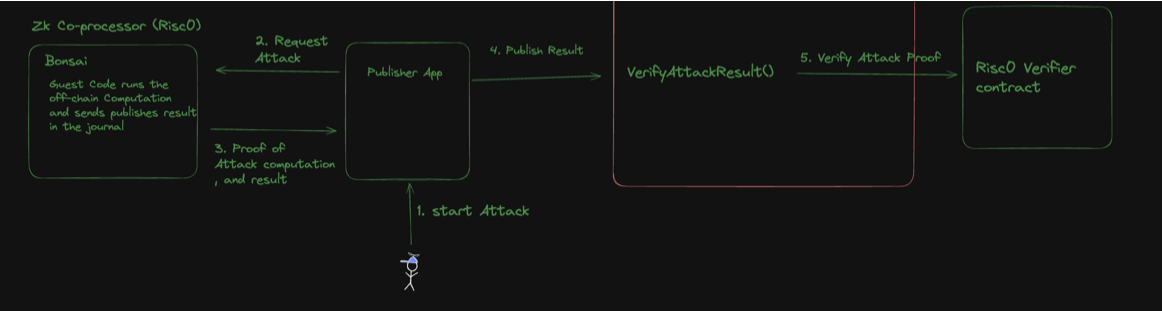 Zk Co-processor (Risc0)
Bonsai
Guest Code runs the
off-chain Computation
and sends publishes result
in the journal
2. Request
Attack
3. Proof of
Attack computation
, and result
Publisher App
1. start Attack
4. Publish Result
VerifyAttackResult()
5. Verify Attack Proof
Risc0 Verifier
contract